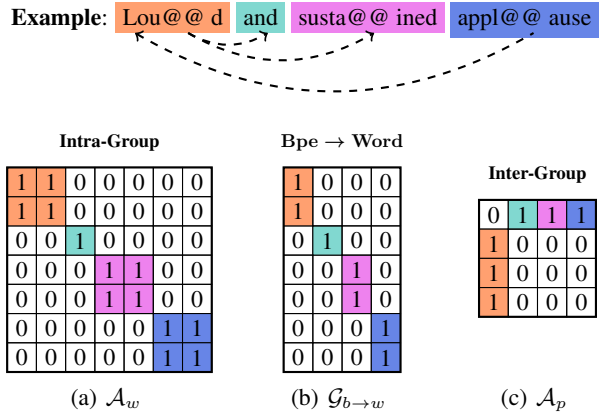 Example: Lou@@ d and susta@@ ined appl@@ ause
Intra-Group
1 1 0 0 0 0 0
1 1 0 0 0 0 0
0 0 1 0 0 0 0
0 0 0 1 1 0 0
0 0 0 1 1 0 0
0 0 0 0 0 1 1
0 0 0 0 0 1 1
(a) 𝒜w
Bpe → Word
1 0 0 0
1 0 0 0
0 1 0 0
0 0 1 0
0 0 1 0
0 0 0 1
0 0 0 1
(b) 𝒢b→w
Inter-Group
0 1 1 1
1 0 0 0
1 0 0 0
1 0 0 0
(c) 𝒜p